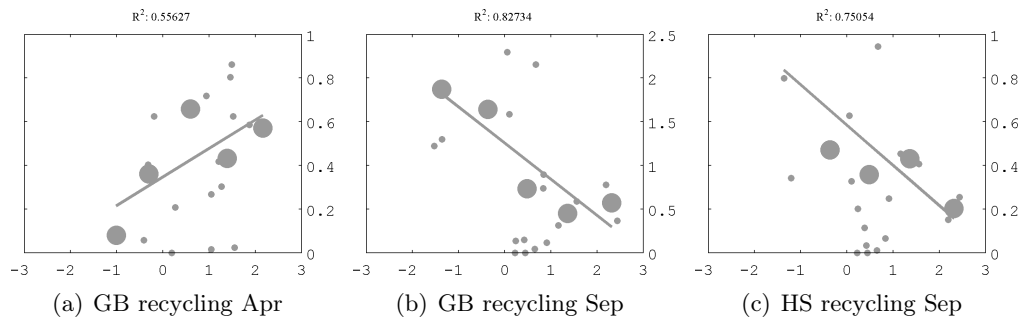 R²: 0.55627
R²: 0.82734
R²: 0.75054
1
0.8
0.6
0.4
0.2
0
-3 -2 -1 0 1 2 3
2.5
2
1.5
1
0.5
0
-3 -2 -1 0 1 2 3
1
0.8
0.6
0.4
0.2
0
-3 -2 -1 0 1 2 3
(a) GB recycling Apr
(b) GB recycling Sep
(c) HS recycling Sep